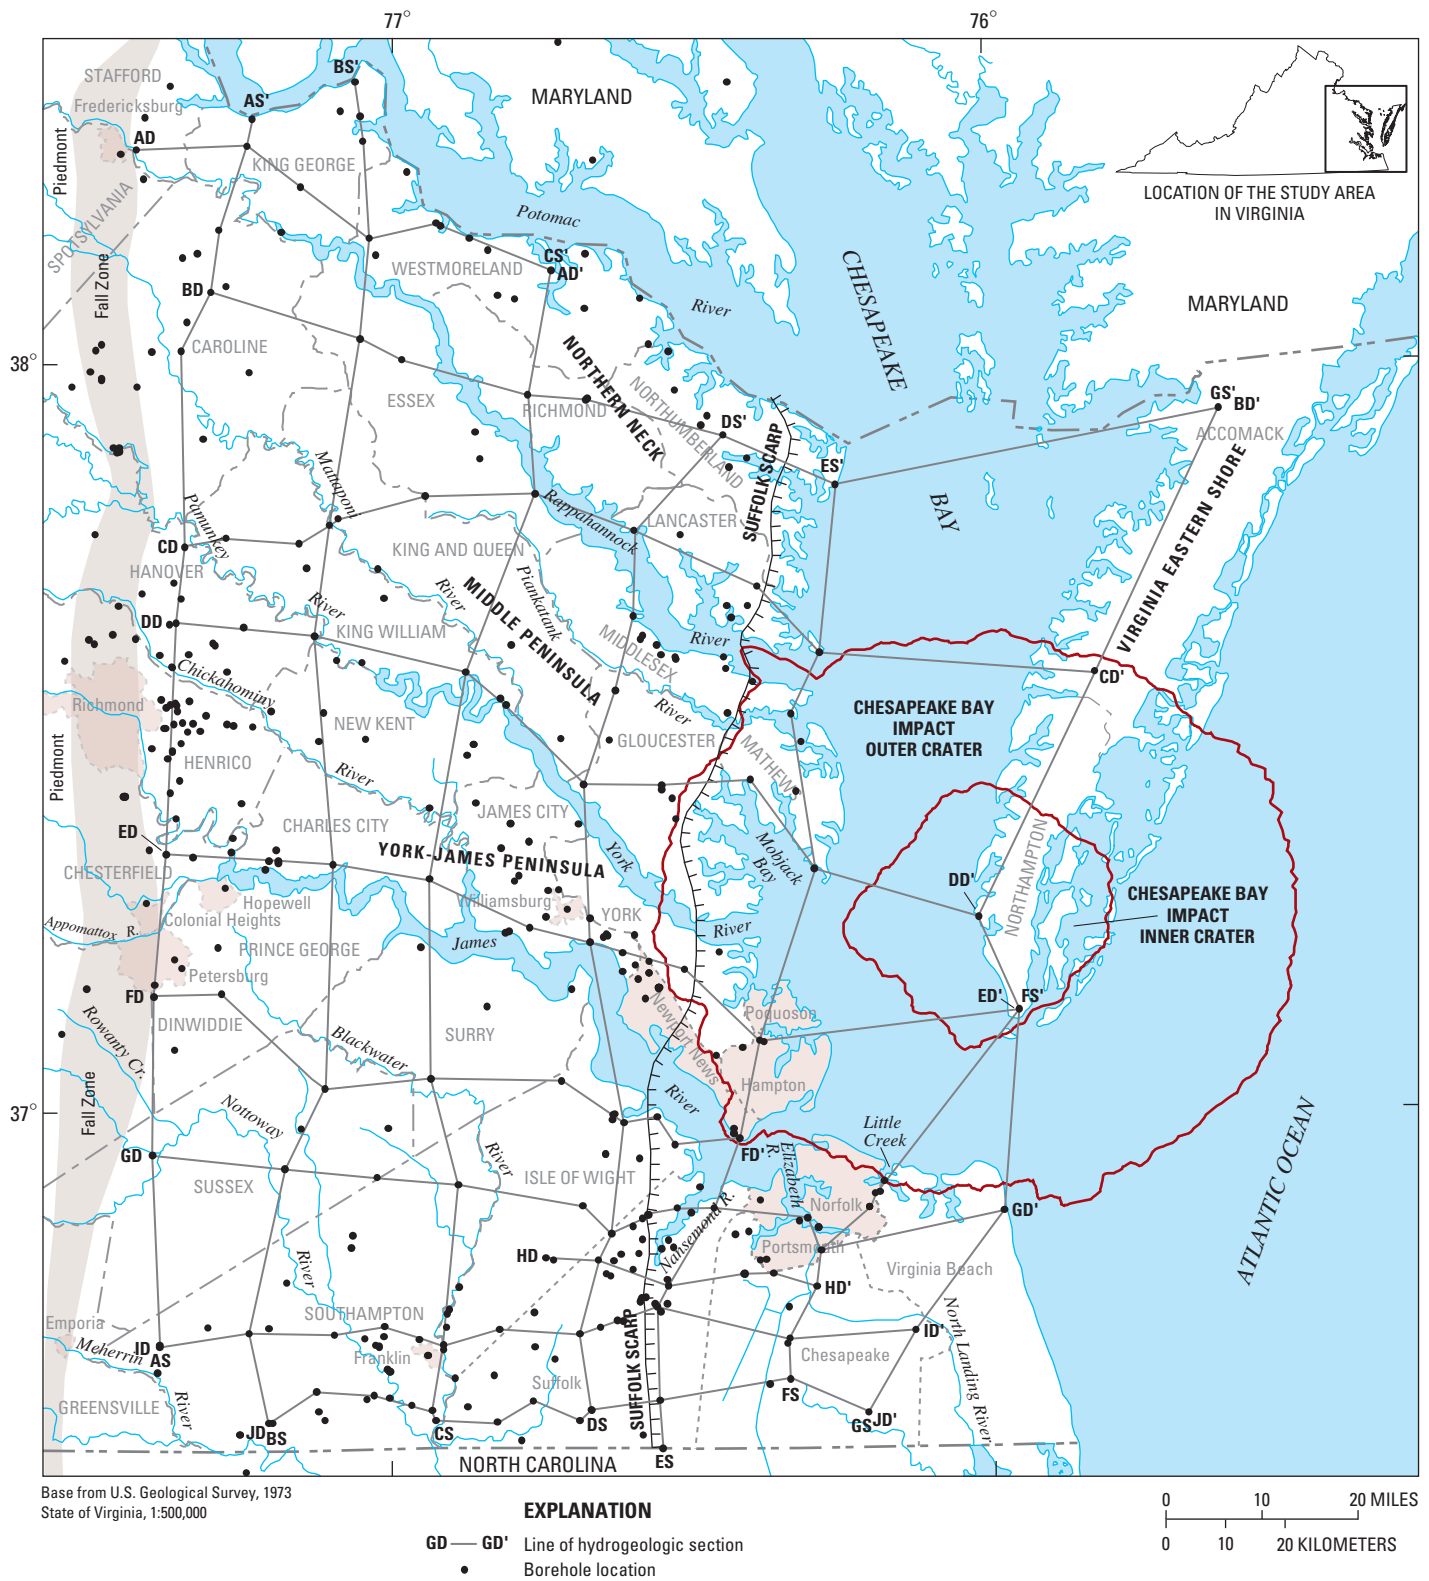 77°
76°
STAFFORD
Fredericksburg
BS'
AS'
MARYLAND
AD
Piedmont
KING GEORGE
SPOTSYLVANIA
LOCATION OF THE STUDY AREA
IN VIRGINIA
Potomac
Fall Zone
WESTMORELAND
CS'
AD'
CHESAPEAKE
BD
River
MARYLAND
CAROLINE
38°
NORTHERN NECK
NORTHUMBERLAND
ESSEX
RICHMOND
GS'
BD'
DS'
ACCOMACK
SUFFOLK SCARP
ES'
Mattaponi
BAY
VIRGINIA EASTERN SHORE
Pamunkey
Rappahannock
LANCASTER
CD
KING AND QUEEN
HANOVER
Piankatank
River
River
MIDDLE PENINSULA
DD
KING WILLIAM
MIDDLESEX
River
Chickahominy
CD'
Richmond
NEW KENT
River
CHESAPEAKE BAY
IMPACT
OUTER CRATER
GLOUCESTER
MATHEWS
Piedmont
HENRICO
River
JAMES CITY
CHARLES CITY
ED
YORK-JAMES PENINSULA
York
Mobjack
Bay
NORTHAMPTON
CHESTERFIELD
DD'
CHESAPEAKE BAY
IMPACT
INNER CRATER
Hopewell
Williamsburg
YORK
Colonial Heights
Appomattox R.
James
River
PRINCE GEORGE
Petersburg
FD
ED'
FS'
Rowanty Cr.
DINWIDDIE
Newport News
Poquoson
Blackwater
SURRY
Hampton
Fall Zone
Nottoway
River
Little
Creek
37°
GD
River
FD'
Elizabeth
R.
SUSSEX
ISLE OF WIGHT
Nansemond R.
Norfolk
GD'
ATLANTIC OCEAN
HD
Portsmouth
River
Virginia Beach
HD'
SOUTHAMPTON
Emporia
ID
AS
Meherrin
ID'
Franklin
Chesapeake
North Landing River
SUFFOLK SCARP
Suffolk
FS
GREENSVILLE
River
JD
BS
CS
DS
GS
JD'
ES
NORTH CAROLINA
Base from U.S. Geological Survey, 1973
State of Virginia, 1:500,000
EXPLANATION
GD — GD' Line of hydrogeologic section
Borehole location
0 10 20 MILES
0 10 20 KILOMETERS